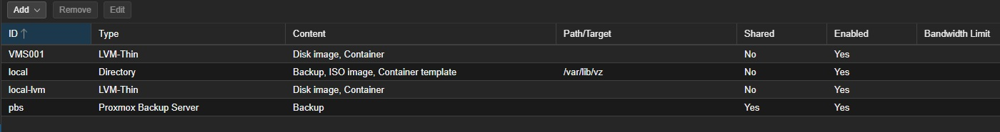 Add Remove Edit
ID Type Content Path/Target Shared Enabled Bandwidth Limit
VMS001 LVM-Thin Disk image, Container No Yes
local Directory Backup, ISO image, Container template /var/lib/vz No Yes
local-lvm LVM-Thin Disk image, Container No Yes
pbs Proxmox Backup Server Backup Yes Yes